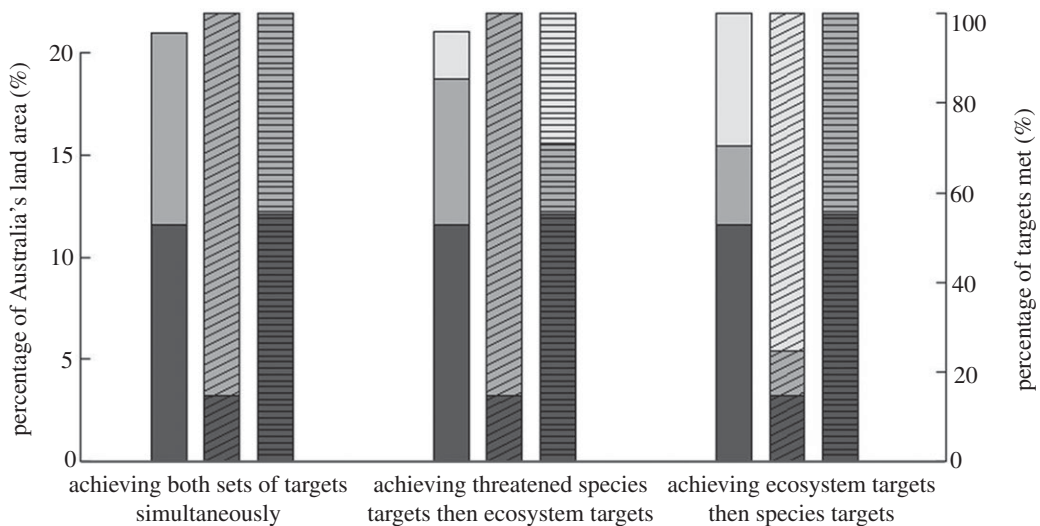 percentage of Australia's land area (%)
20
15
10
5
0
100
80
60
40
20
0
percentage of targets met (%)
achieving both sets of targets
simultaneously
achieving threatened species
targets then ecosystem targets
achieving ecosystem targets
then species targets